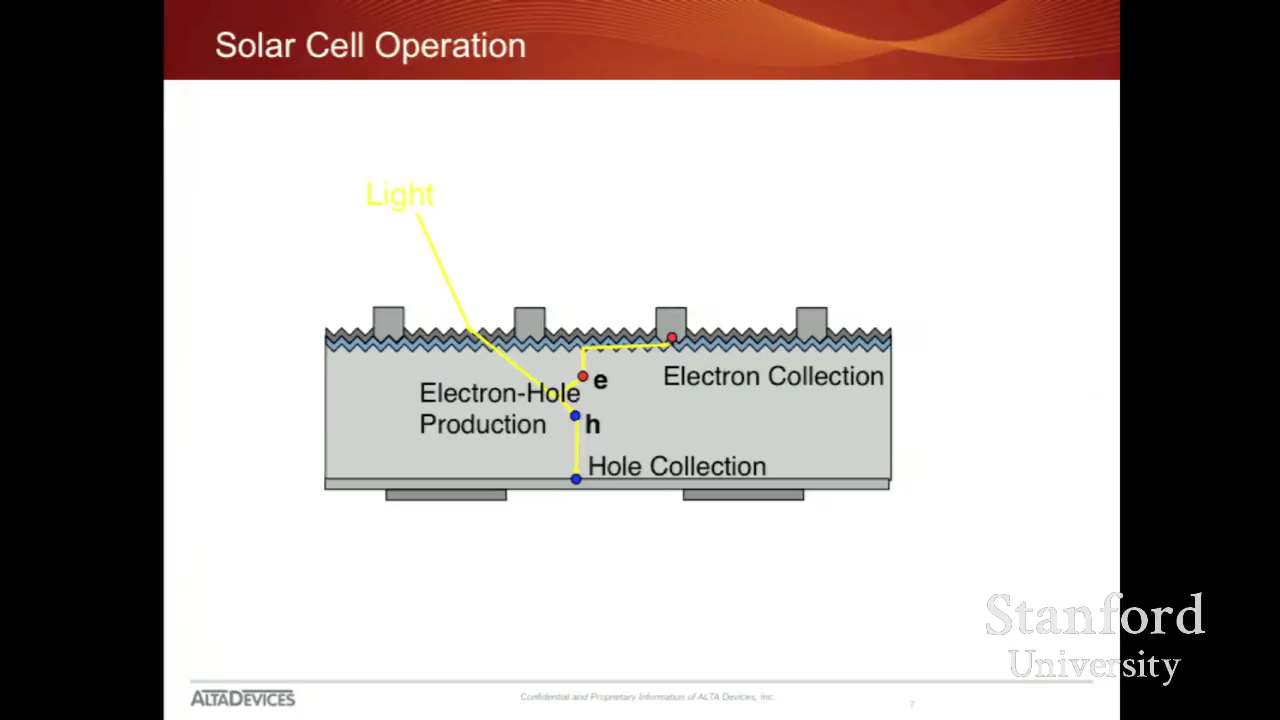 Solar Cell Operation
Light
Electron-Hole
Production
e
h
Electron Collection
Hole Collection
Stanford
University
ALTADEVICES
Confidential and Proprietary Information of ALTA Devices, Inc.
7